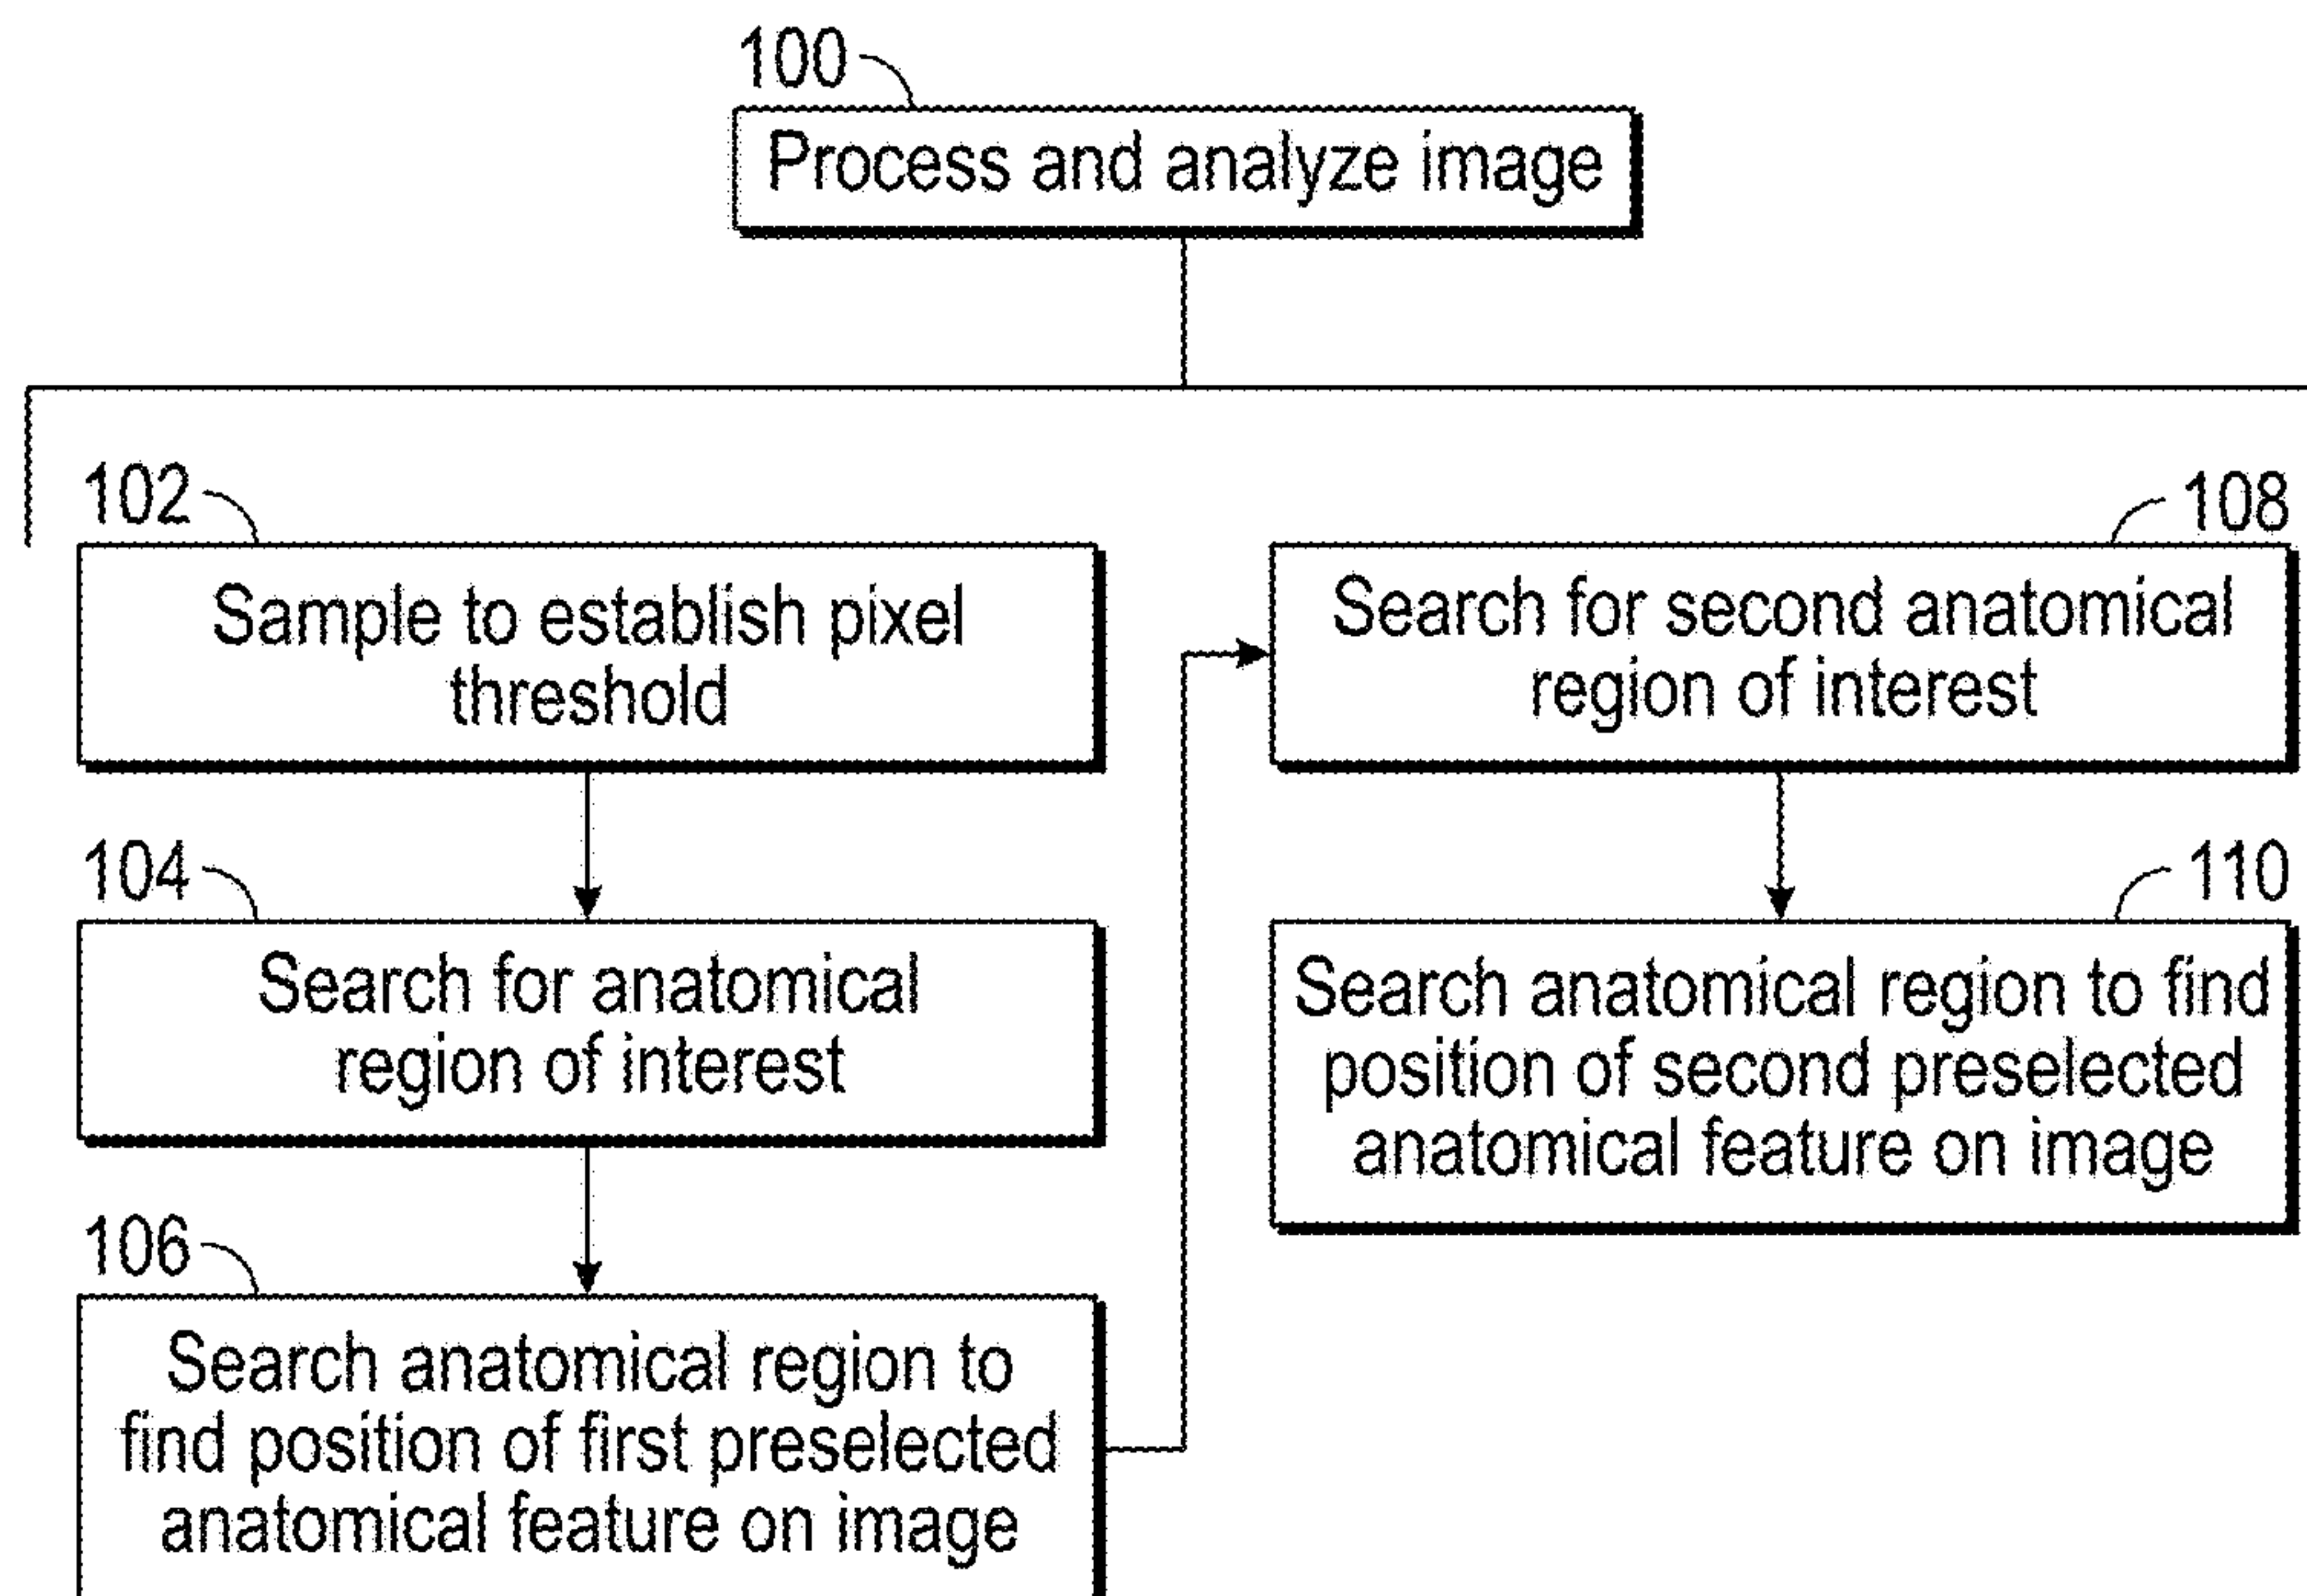 100
Process and analyze image
102
Sample to establish pixel
threshold
104
Search for anatomical
region of interest
106
Search anatomical region to
find position of first preselected
anatomical feature on image
108
Search for second anatomical
region of interest
110
Search anatomical region to find
position of second preselected
anatomical feature on image